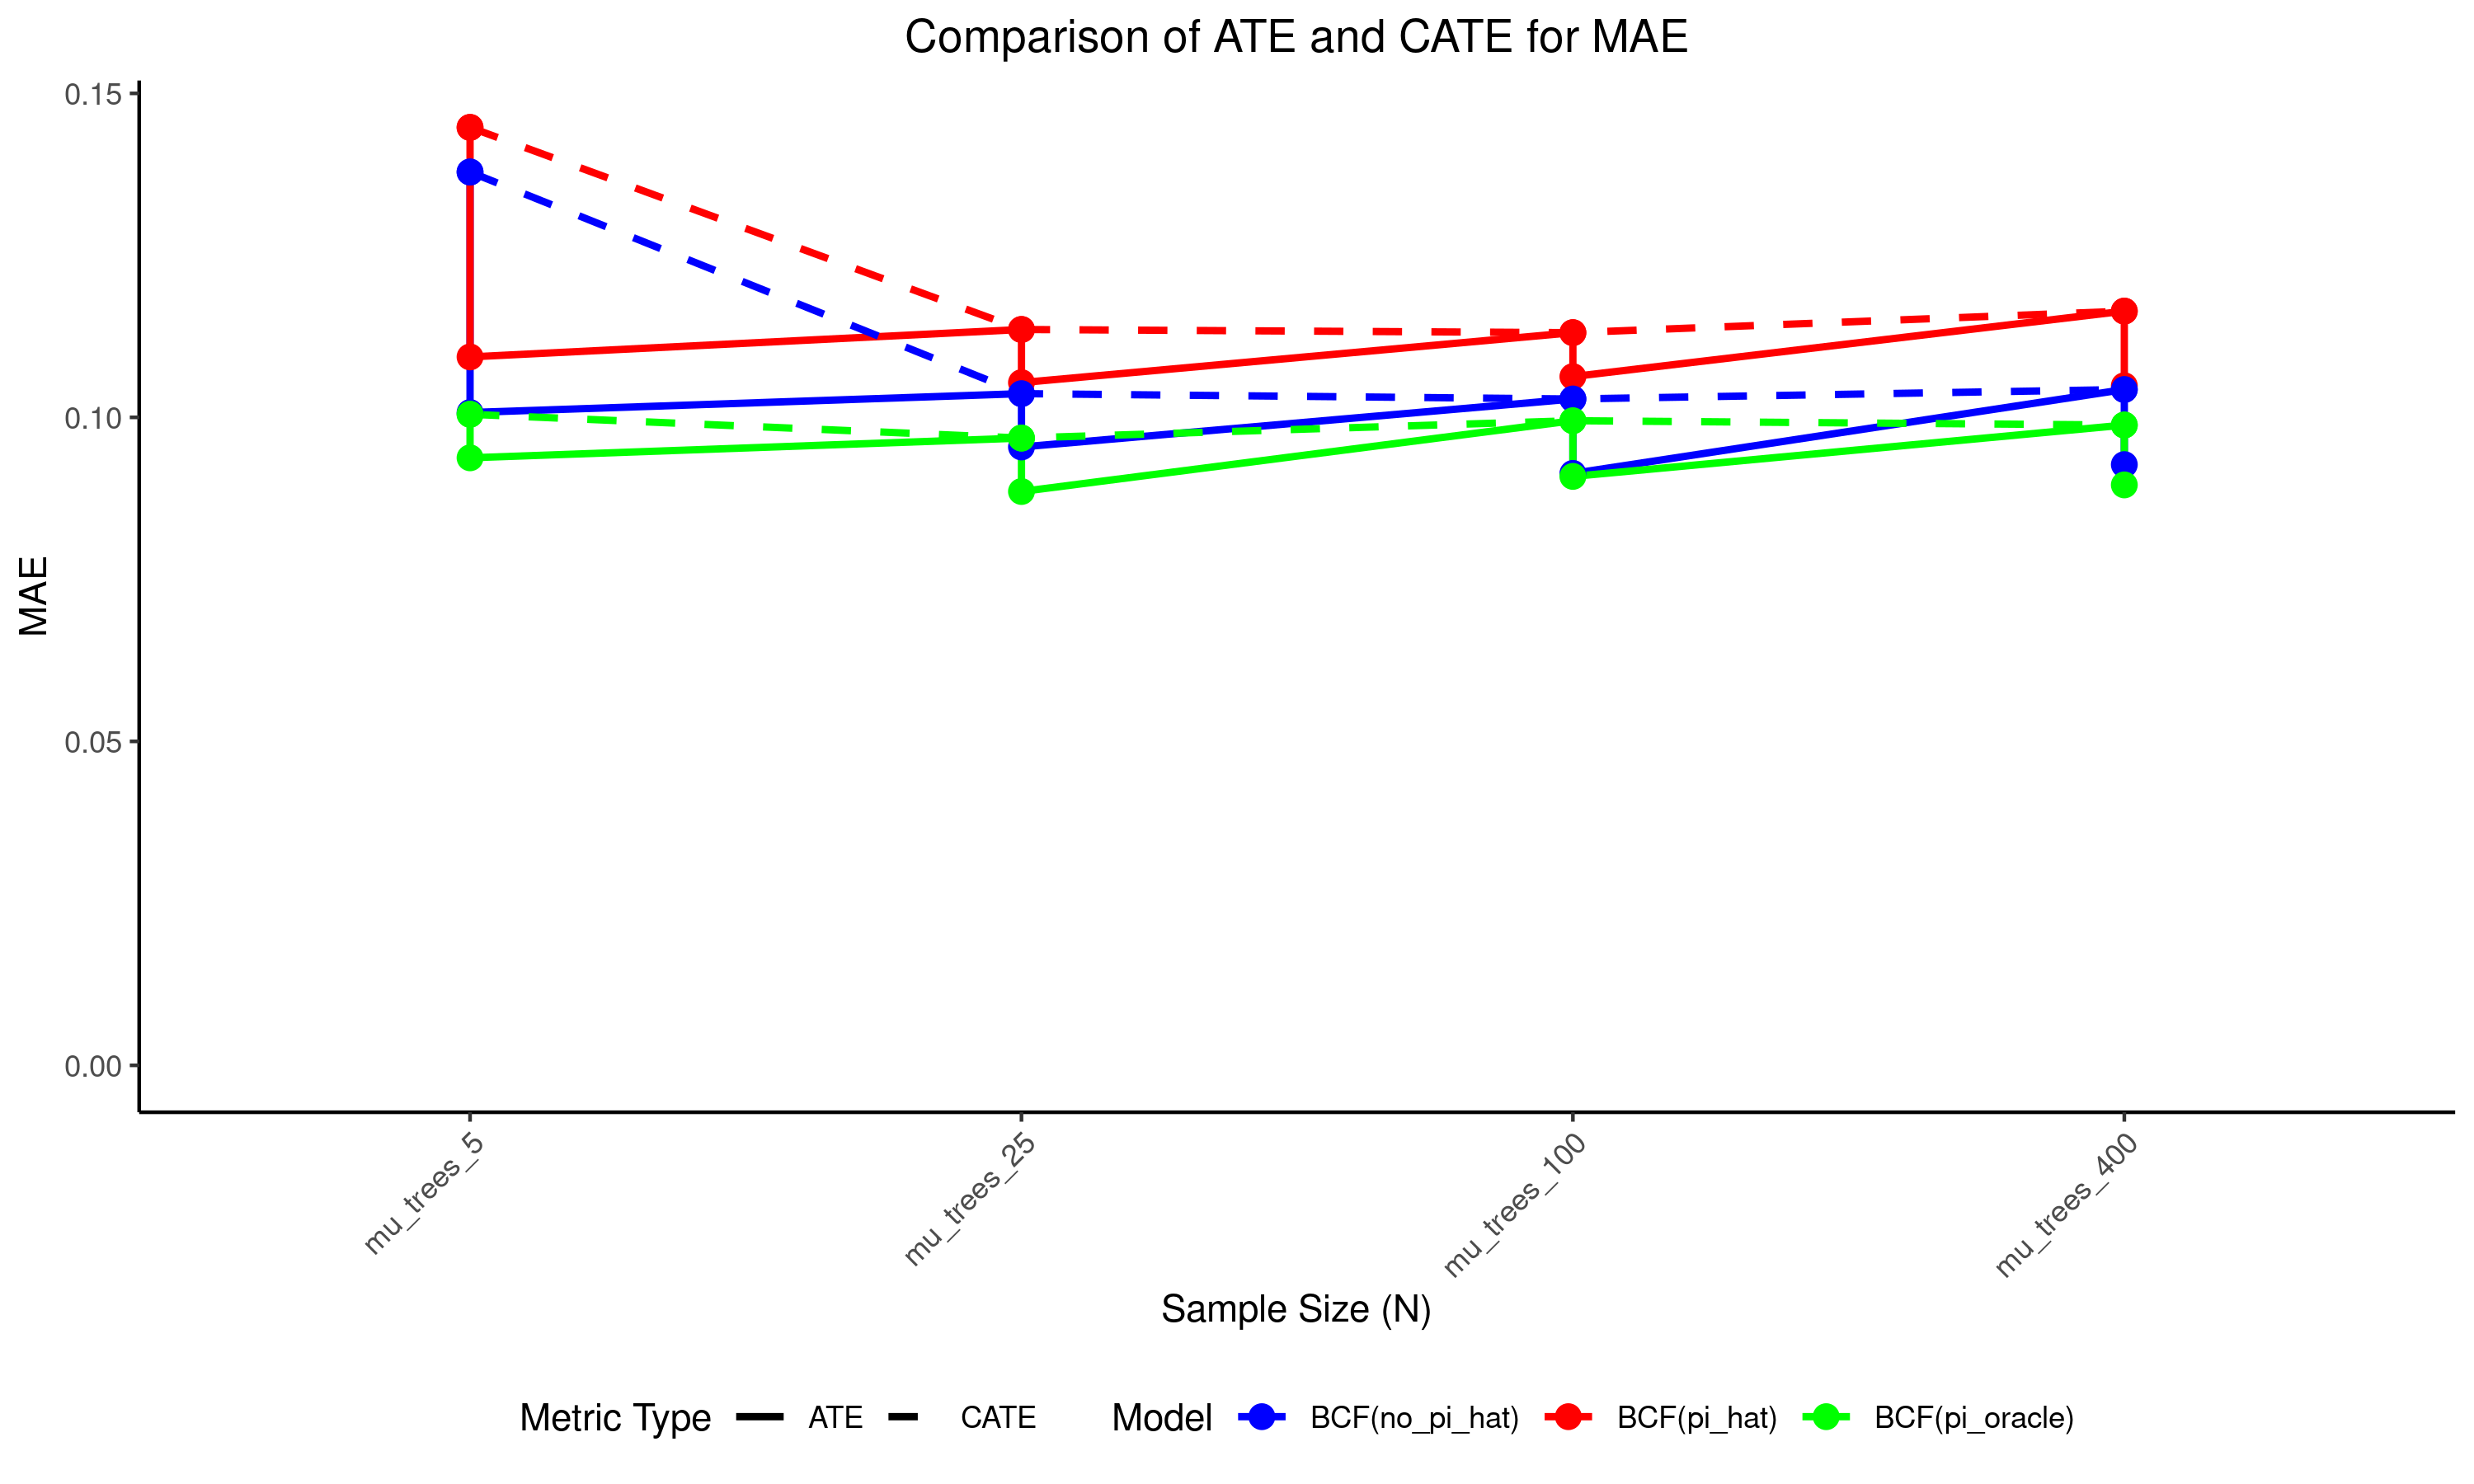 Comparison of ATE and CATE for MAE
0.15
0.10
0.05
0.00
MAE
mu_trees_5
mu_trees_25
mu_trees_100
mu_trees_400
Sample Size (N)
Metric Type ATE CATE Model BCF(no_pi_hat) BCF(pi_hat) BCF(pi_oracle)